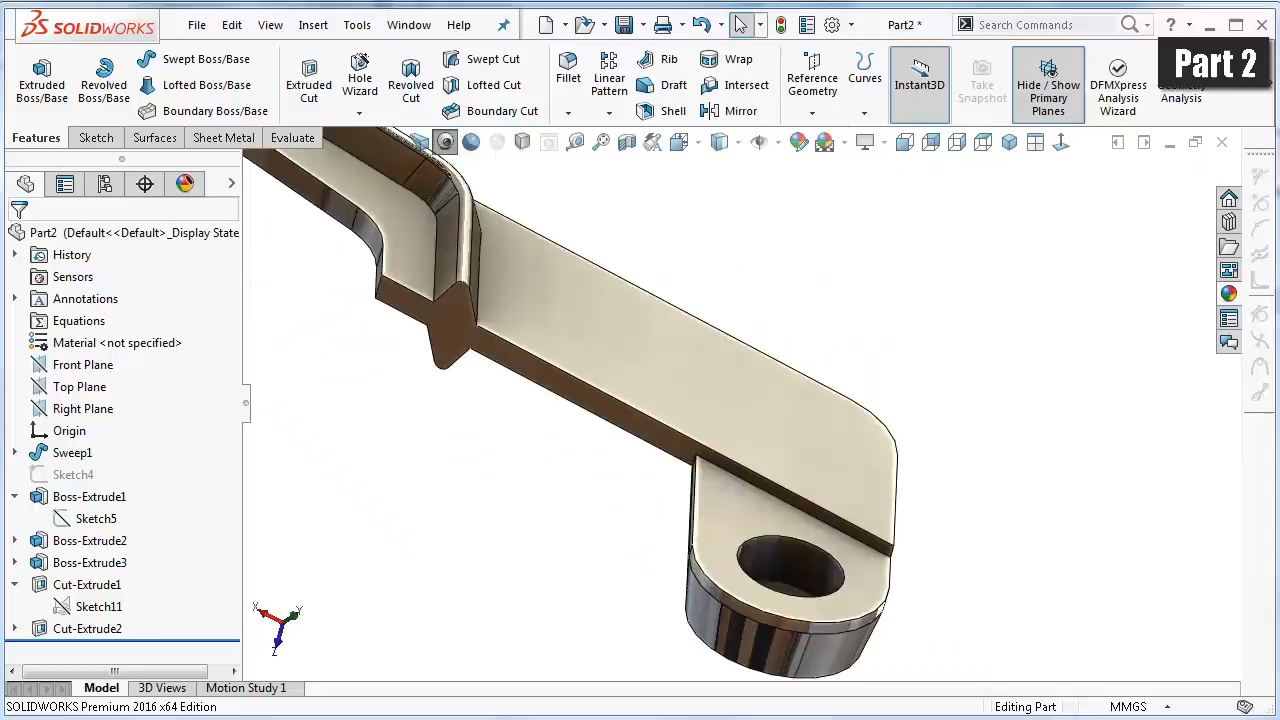 SOLIDWORKS
File Edit View Insert Tools Window Help
Part2 *
Search Commands
?
Part 2
Extruded Boss/Base
Revolved Boss/Base
Swept Boss/Base
Lofted Boss/Base
Boundary Boss/Base
Extruded Cut
Hole Wizard
Revolved Cut
Swept Cut
Lofted Cut
Boundary Cut
Fillet
Linear Pattern
Rib
Draft
Shell
Wrap
Intersect
Mirror
Reference Geometry
Curves
Instant3D
Take Snapshot
Hide / Show Primary Planes
DFMXpress Analysis Wizard
Geometry Analysis
Features Sketch Surfaces Sheet Metal Evaluate
Part2 (Default<<Default>_Display State
History
Sensors
Annotations
Equations
Material <not specified>
Front Plane
Top Plane
Right Plane
Origin
Sweep1
Sketch4
Boss-Extrude1
Sketch5
Boss-Extrude2
Boss-Extrude3
Cut-Extrude1
Sketch11
Cut-Extrude2
X Y
Z
Model 3D Views Motion Study 1
SOLIDWORKS Premium 2016 x64 Edition
Editing Part
MMGS